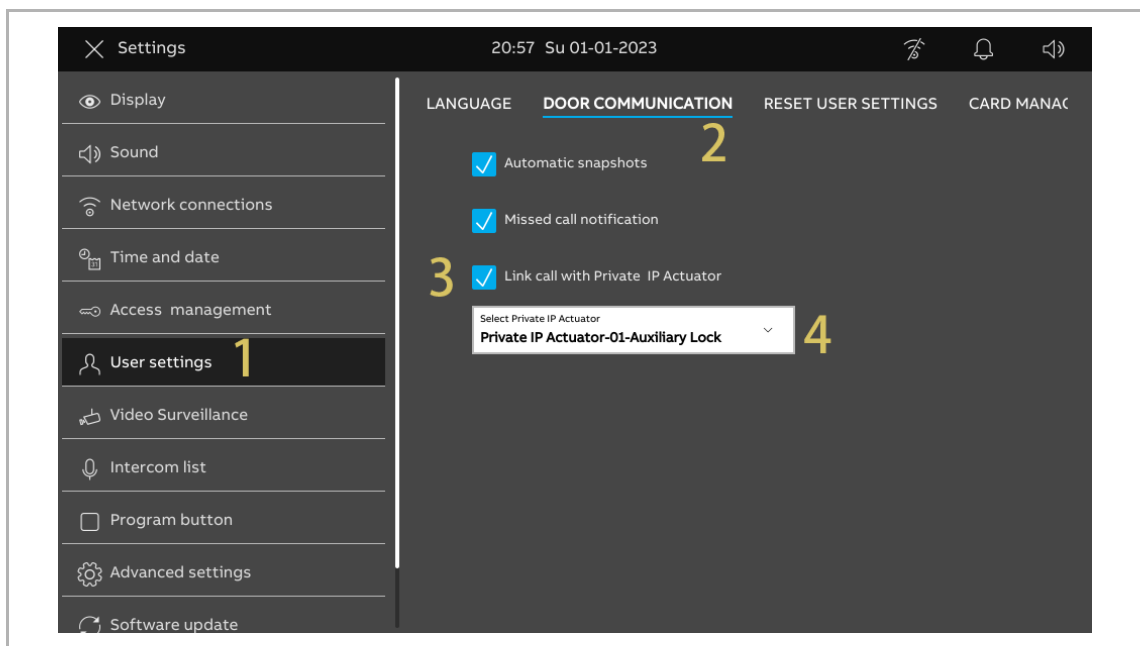 Settings
20:57 Su 01-01-2023
Display
Sound
Network connections
31
Time and date
Access management
User settings
1
Video Surveillance
Intercom list
Program button
Advanced settings
Software update
LANGUAGE DOOR COMMUNICATION RESET USER SETTINGS CARD MANAC
2
Automatic snapshots
Missed call notification
3
Link call with Private IP Actuator
Select Private IP Actuator
Private IP Actuator-01-Auxiliary Lock
4